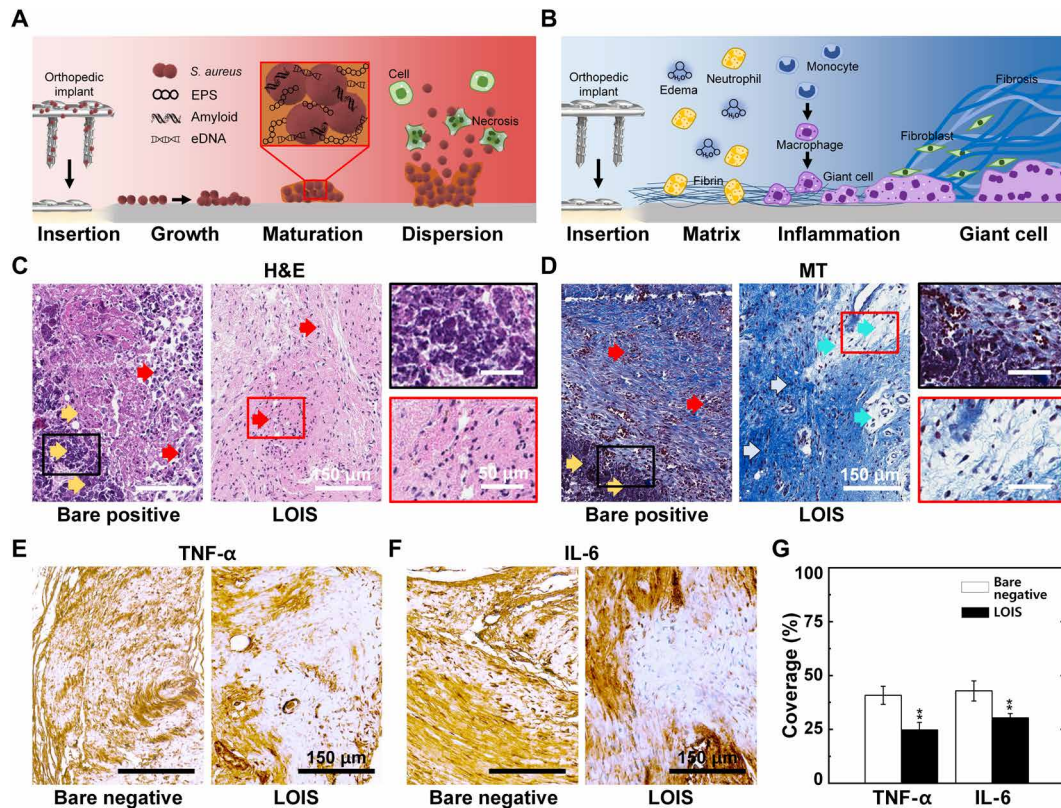 A
Orthopedic
implant
S. aureus
EPS
Amyloid
eDNA
Cell
Necrosis
Insertion
Growth
Maturation
Dispersion
B
Orthopedic
implant
Edema
H₂O
H₂O
Neutrophil
Monocyte
Macrophage
Fibrin
Giant cell
Fibroblast
Fibrosis
Insertion
Matrix
Inflammation
Giant cell
C
H&E
150 µm
50 µm
Bare positive
LOIS
D
MT
150 µm
Bare positive
LOIS
E
TNF-α
150 µm
Bare negative
LOIS
F
IL-6
150 µm
Bare negative
LOIS
G
Coverage (%)
100
75
50
25
0
Bare
negative
LOIS
**
**
TNF-α
IL-6